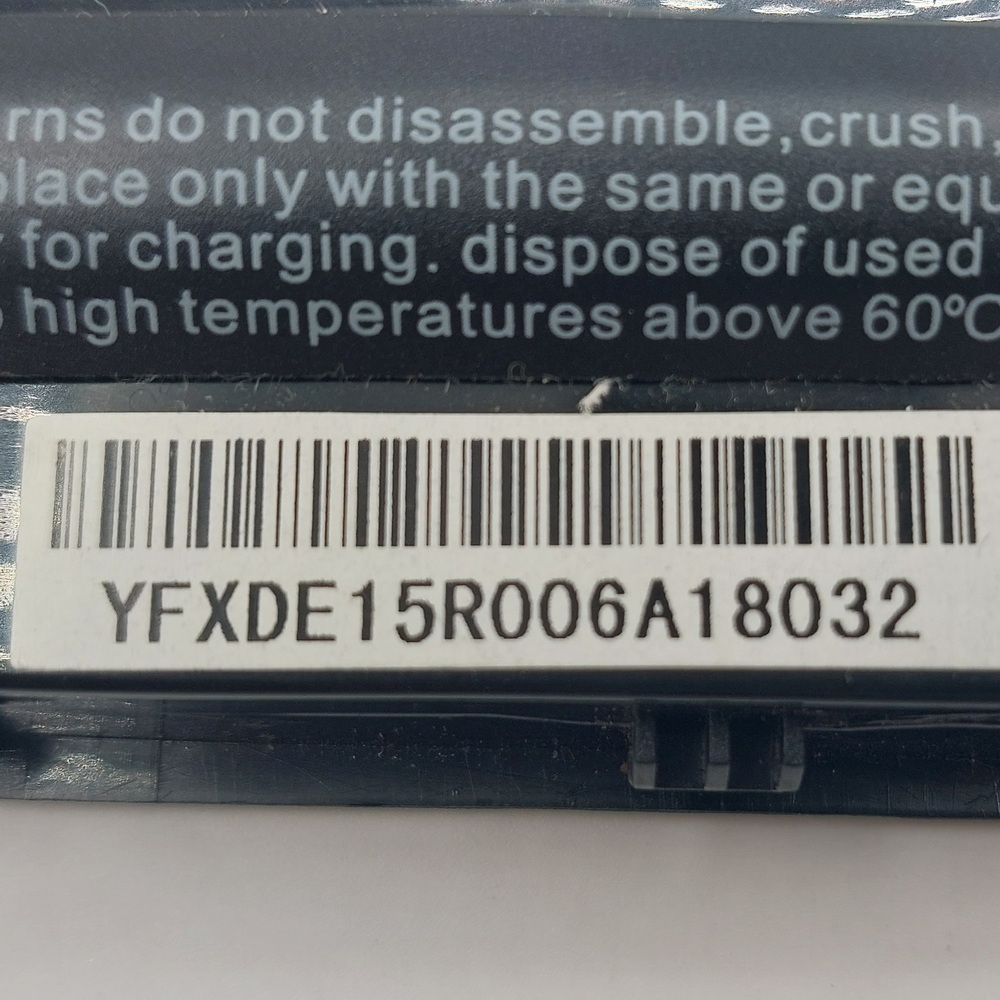 rns do not disassemble,crush,
place only with the same or equ
for charging. dispose of used
high temperatures above 60ºC
YFXDE15R006A18032